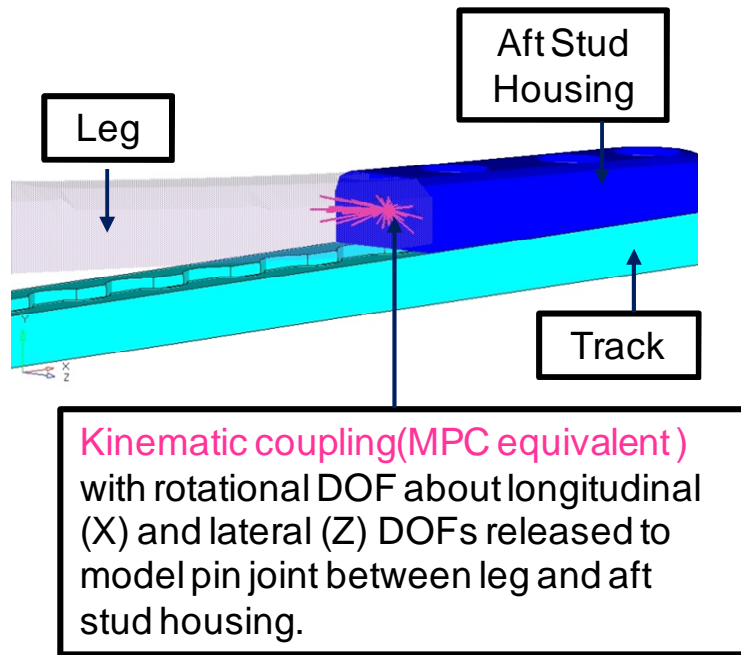 Aft Stud
Housing
Leg
Track
Y
X
Z
Kinematic coupling(MPC equivalent)
with rotational DOF about longitudinal
(X) and lateral (Z) DOFs released to
model pin joint between leg and aft
stud housing.